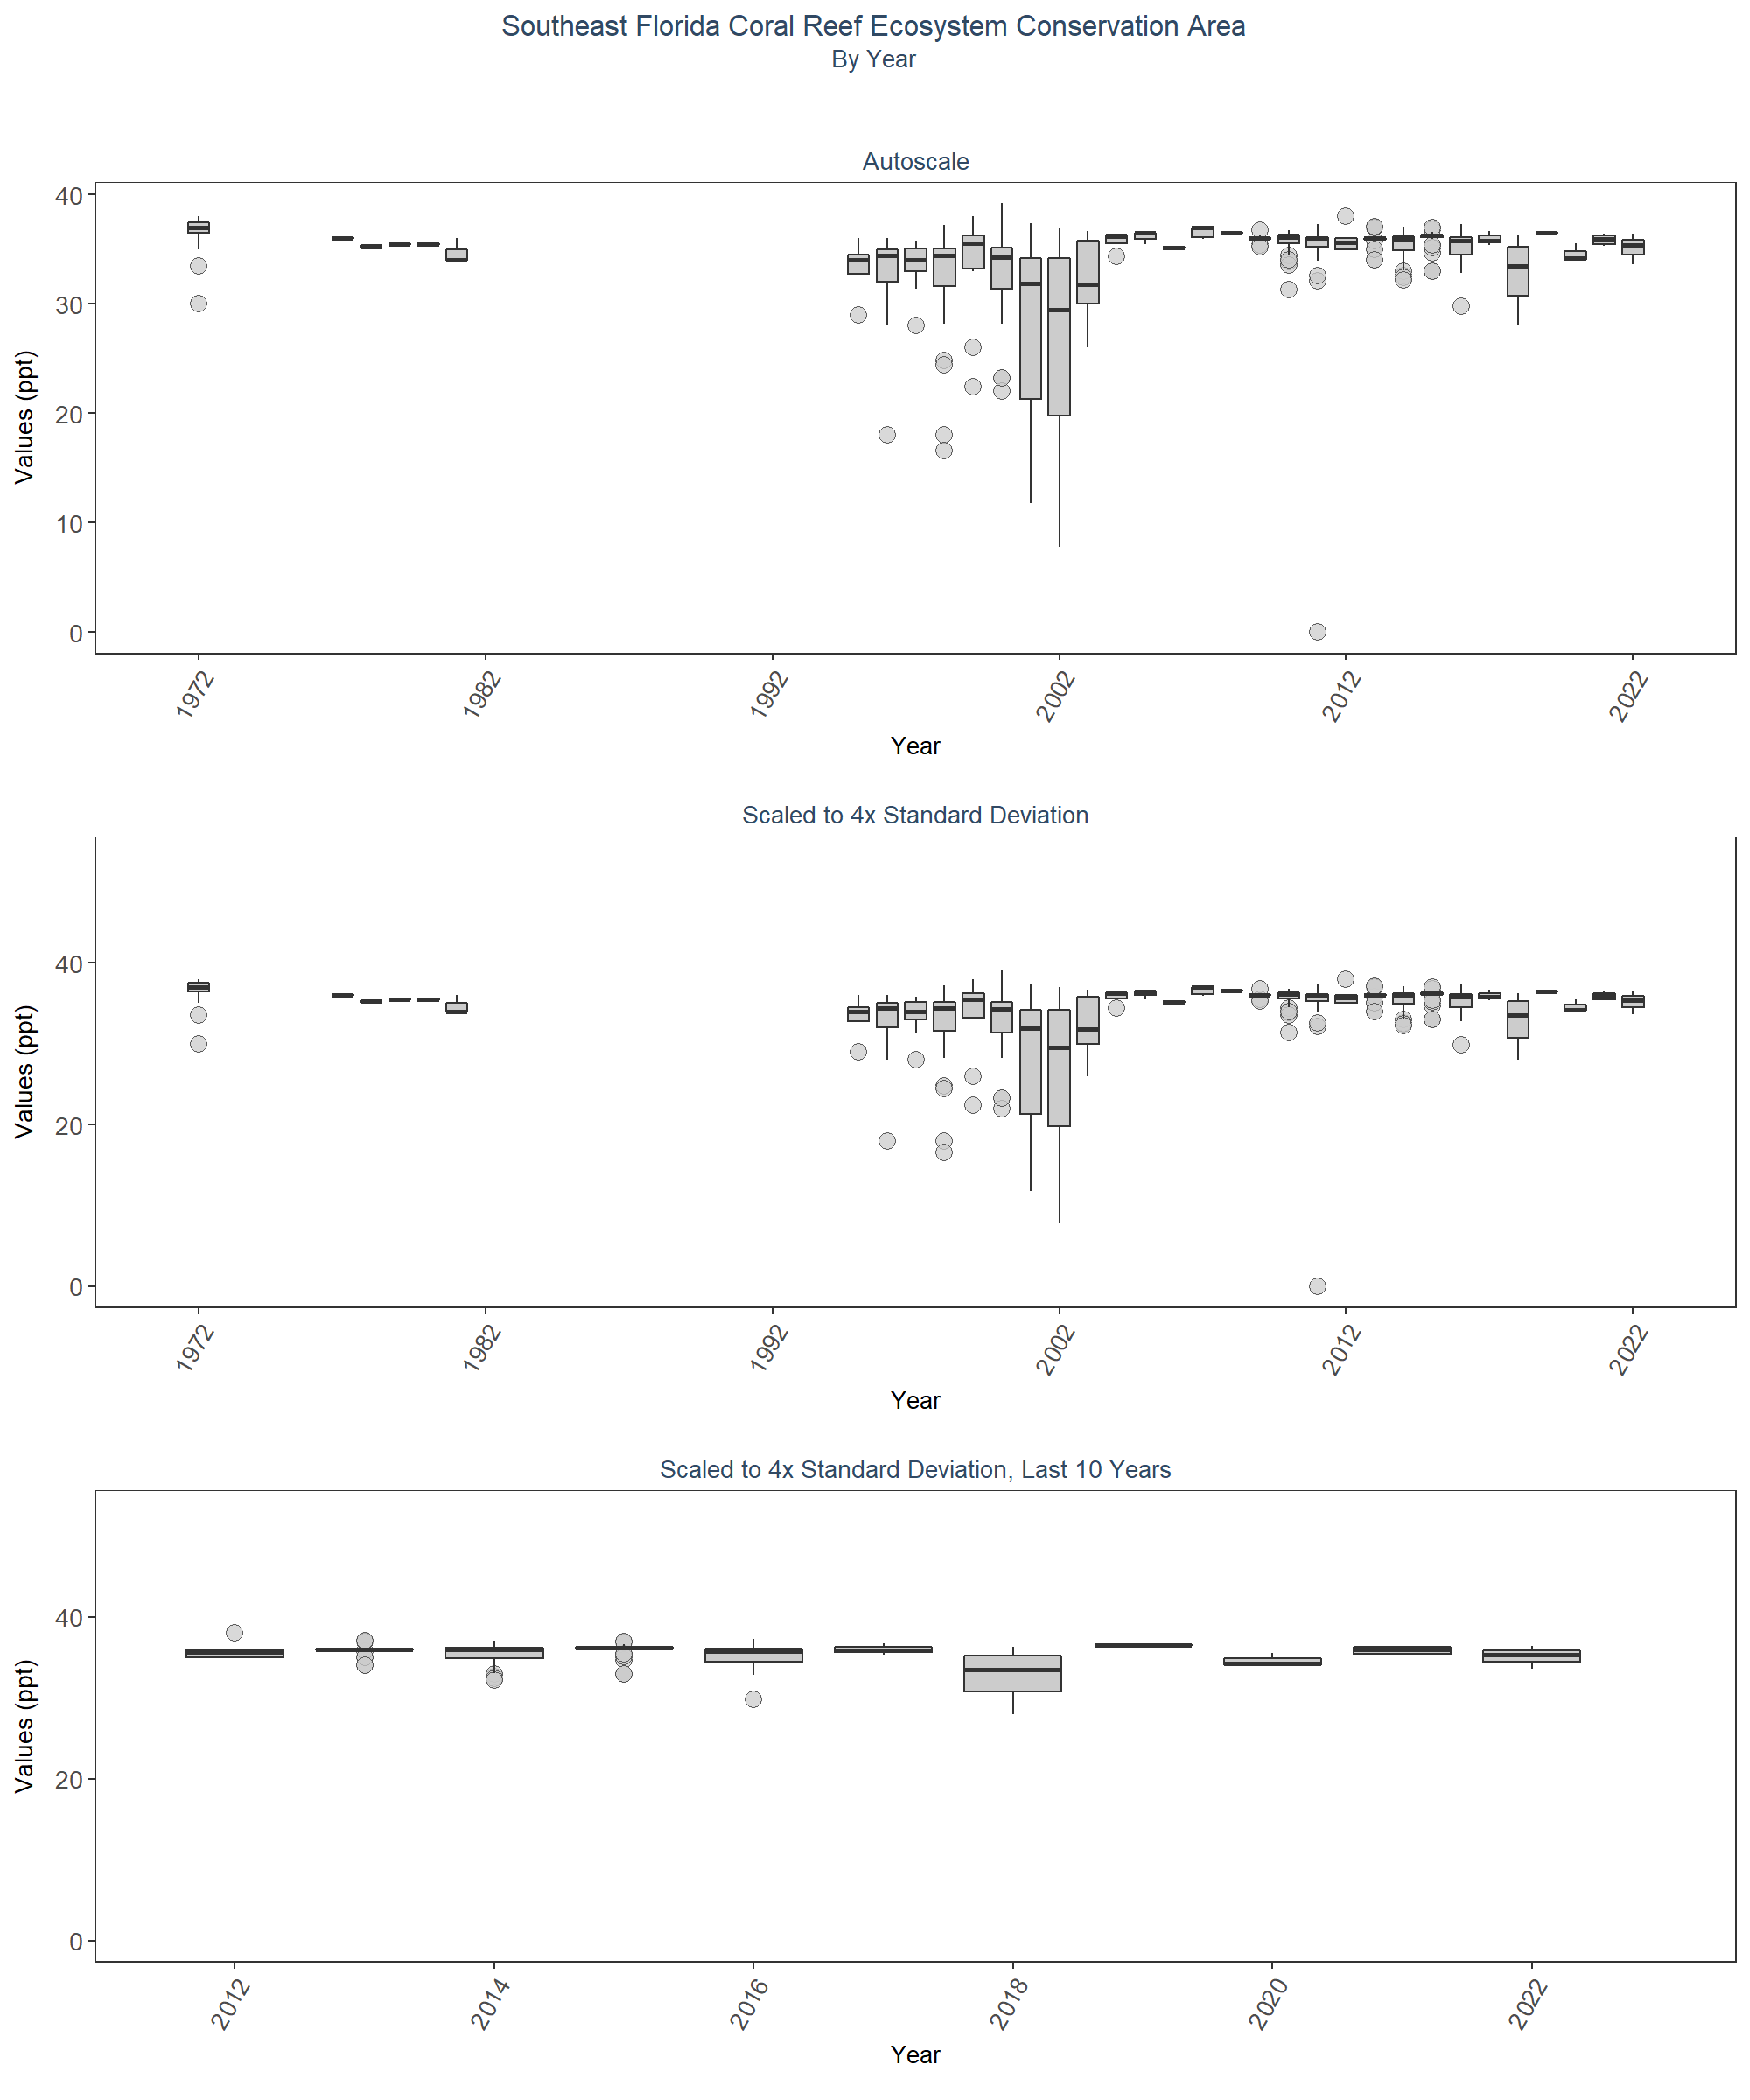 Southeast Florida Coral Reef Ecosystem Conservation Area
By Year
Autoscale
40
30
20
10
0
Values (ppt)
1972
1982
1992
2002
2012
2022
Year
Scaled to 4x Standard Deviation
40
20
0
Values (ppt)
1972
1982
1992
2002
2012
2022
Year
Scaled to 4x Standard Deviation, Last 10 Years
40
20
0
Values (ppt)
2012
2014
2016
2018
2020
2022
Year